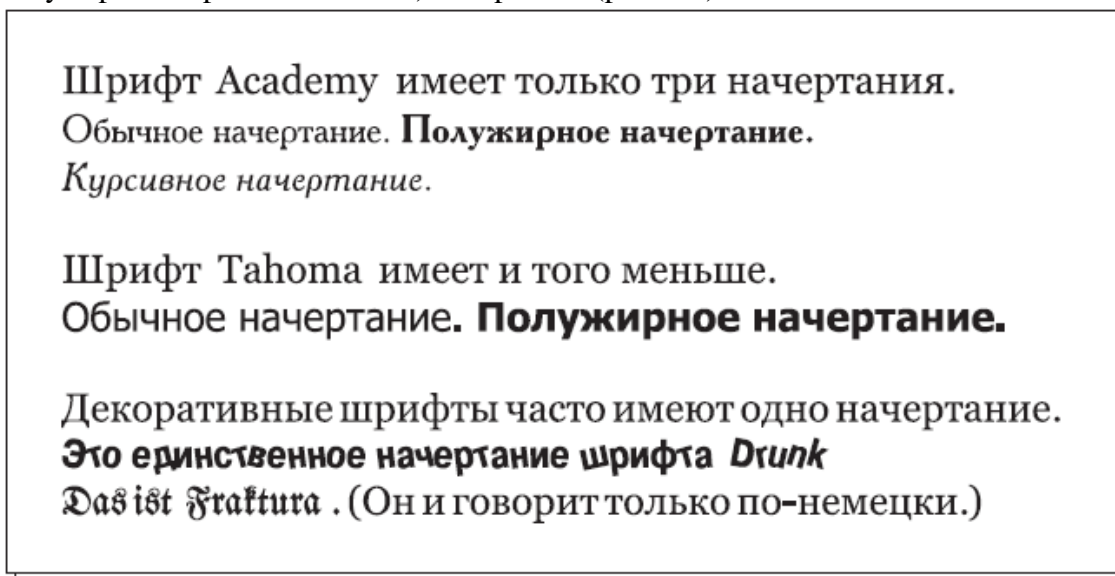 Шрифт Academy имеет только три начертания.
Обычное начертание. Полужирное начертание.
Курсивное начертание.
Шрифт Tahoma имеет и того меньше.
Обычное начертание. Полужирное начертание.
Декоративные шрифты часто имеют одно начертание.
Это единственное начертание шрифта Drunk
Das ist Fraktura . (Он и говорит только по-немецки.)